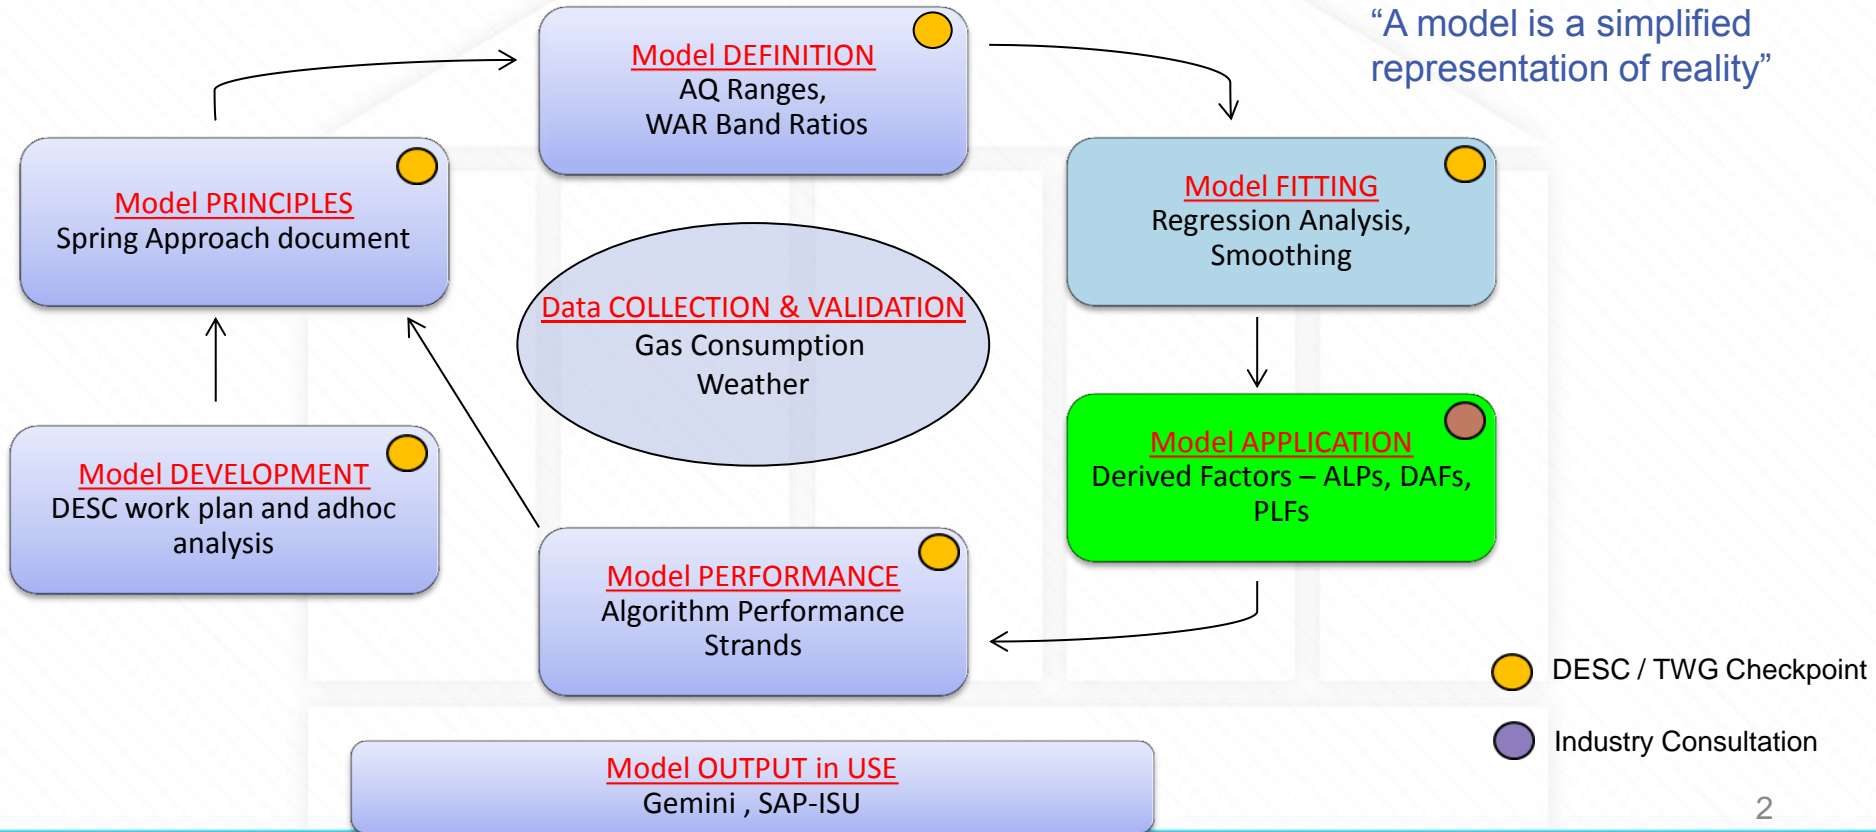 “A model is a simplified
representation of reality”
Model DEFINITION
AQ Ranges,
WAR Band Ratios
Model PRINCIPLES
Spring Approach document
Model FITTING
Regression Analysis,
Smoothing
Data COLLECTION & VALIDATION
Gas Consumption
Weather
Model DEVELOPMENT
DESC work plan and adhoc
analysis
Model APPLICATION
Derived Factors – ALPs, DAFs,
PLFs
Model PERFORMANCE
Algorithm Performance
Strands
DESC / TWG Checkpoint
Industry Consultation
Model OUTPUT in USE
Gemini , SAP-ISU
2